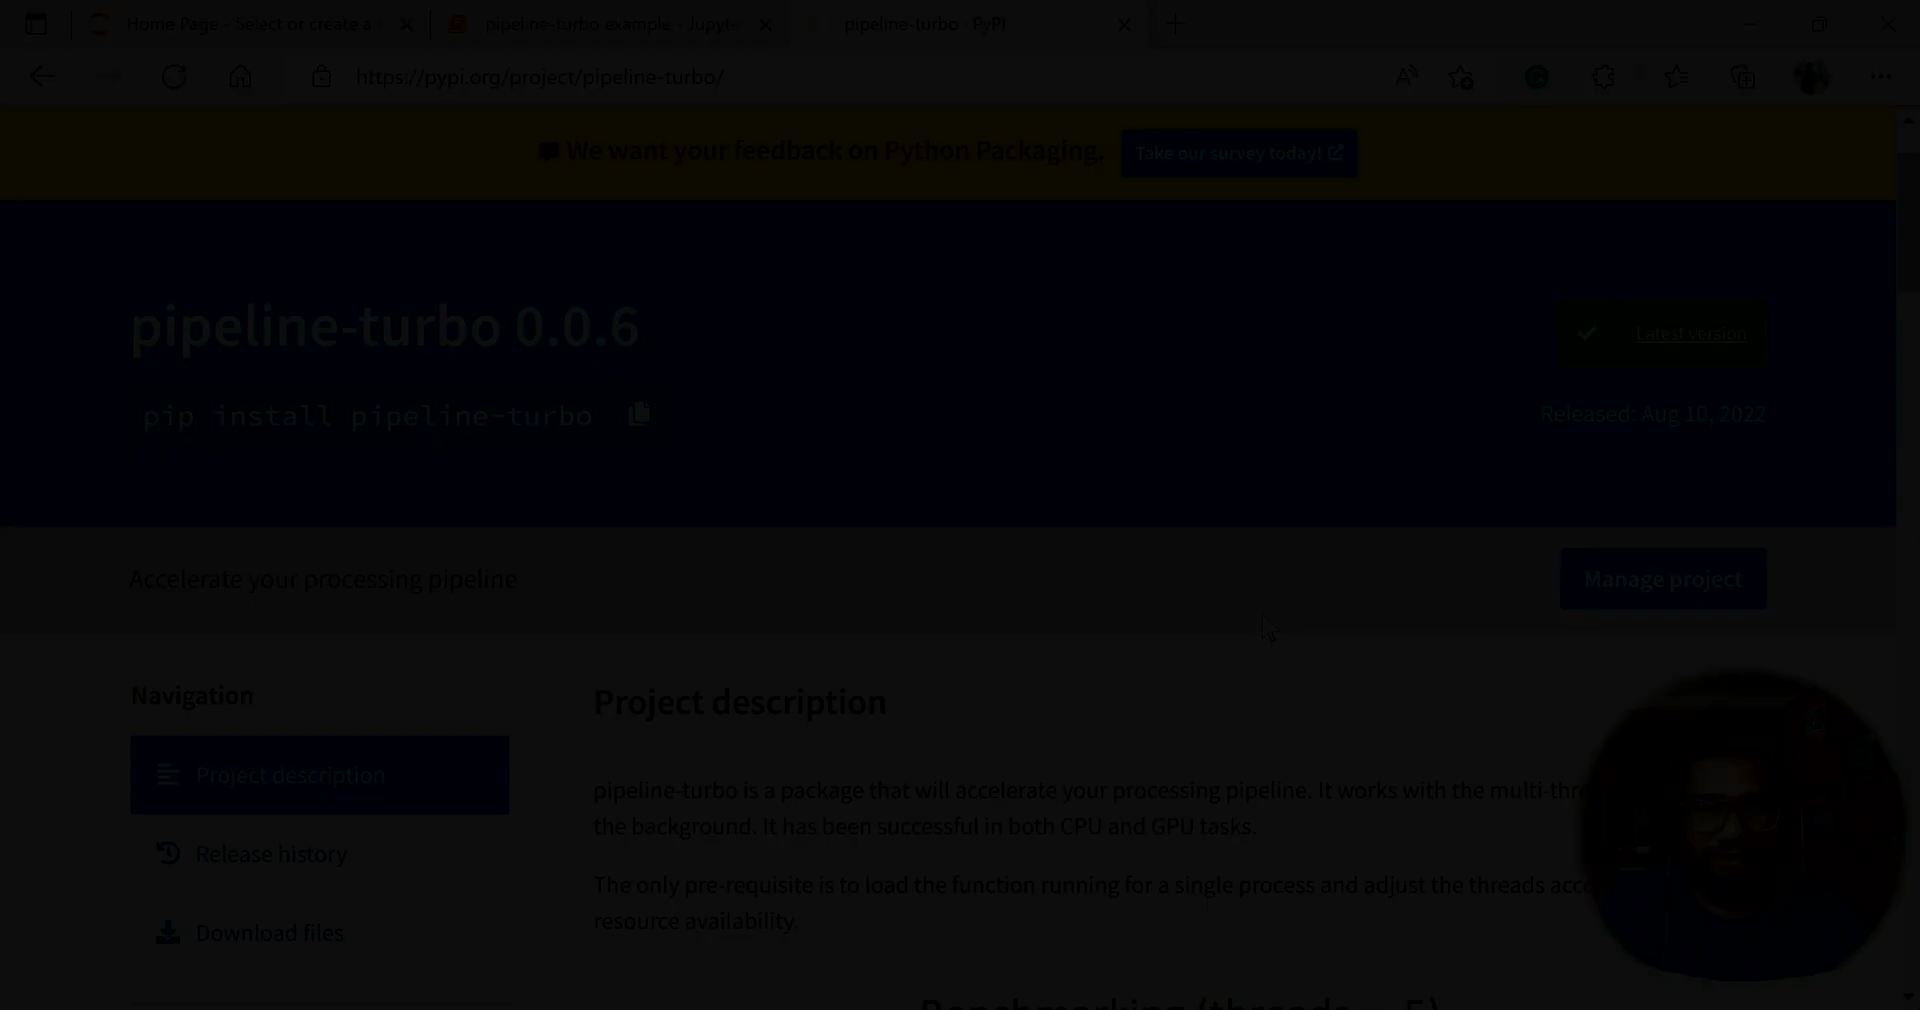 Home Page - Select or create a
pipeline-turbo example - Jupyte
pipeline-turbo · PyPI
https://pypi.org/project/pipeline-turbo/
We want your feedback on Python Packaging.
Take our survey today!
pipeline-turbo 0.0.6
Latest version
pip install pipeline-turbo
Released: Aug 10, 2022
Accelerate your processing pipeline
Manage project
Navigation
Project description
Release history
Download files
Project description
pipeline-turbo is a package that will accelerate your processing pipeline. It works with the multi-thr
the background. It has been successful in both CPU and GPU tasks.
The only pre-requisite is to load the function running for a single process and adjust the threads acc
resource availability.
Benchmarking (threads = 5)